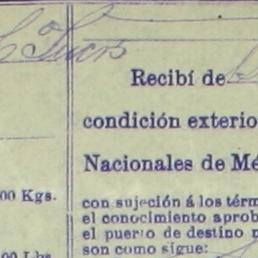 Recibí de
condición exterio
Nacionales de Mé
00 Kgs.
con sujeción á los térm
el conocimiento aprob
el puerto de destino
son como sigue:
00 Lbs.